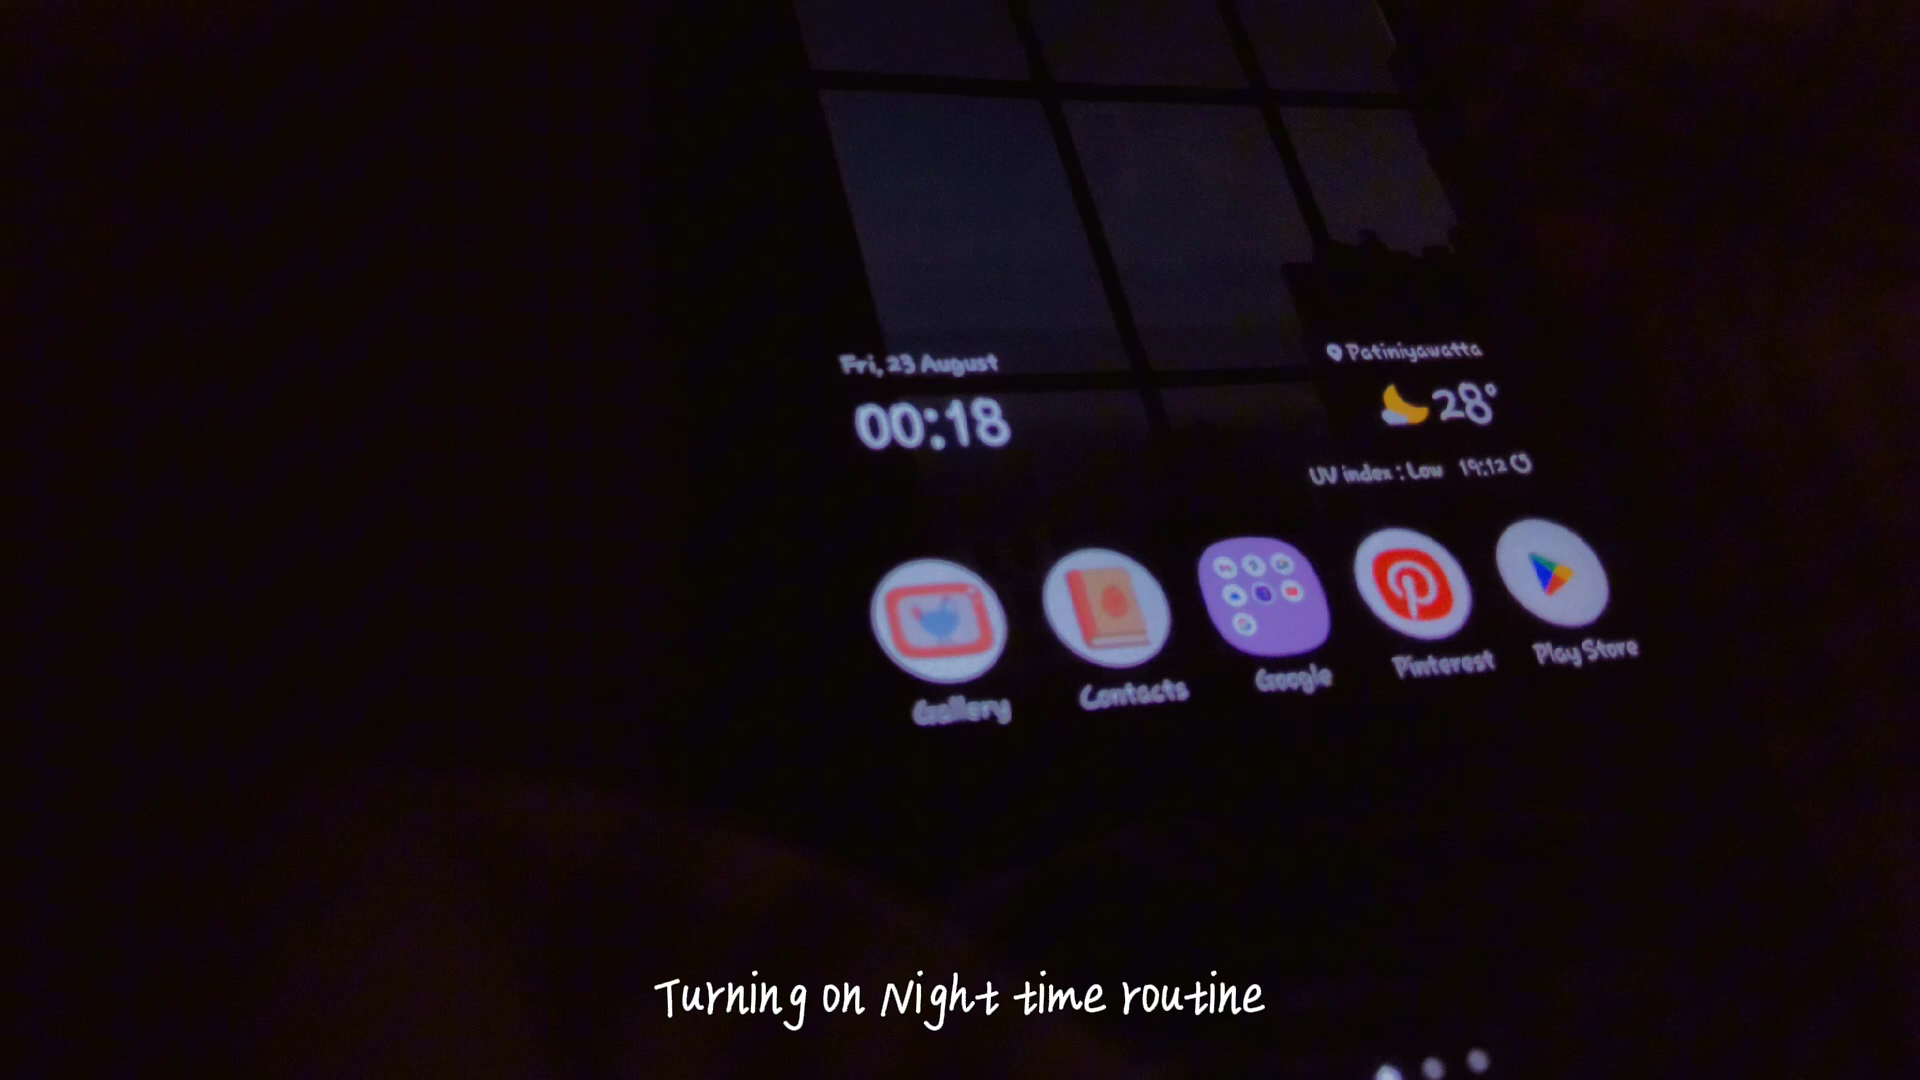 Fri, 23 August
00:18
Patiniyawatta
28°
UV index : Low 19:12
Gallery
Contacts
Google
Pinterest
Play Store
Turning on Night time routine